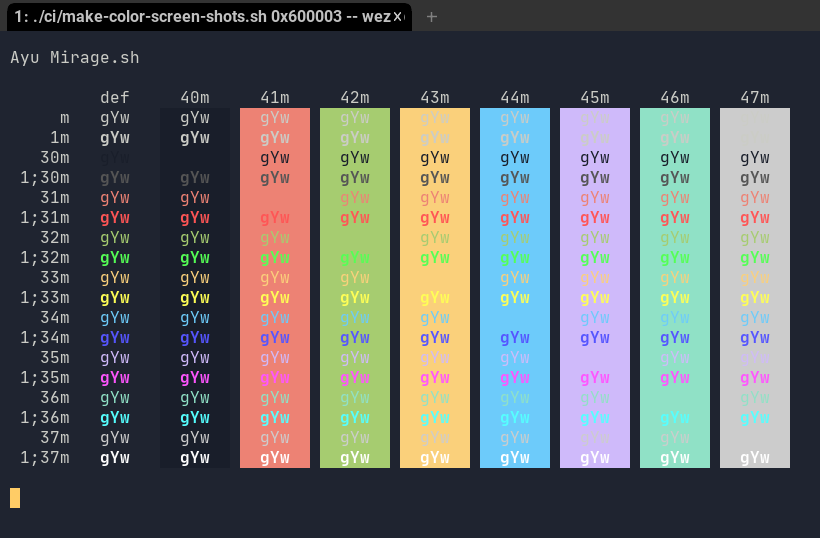 1: ./ci/make-color-screen-shots.sh 0x600003 -- wez× +
Ayu Mirage.sh
def 40m 41m 42m 43m 44m 45m 46m 47m
m gYw gYw gYw gYw gYw gYw gYw gYw
1m gYw gYw gYw gYw gYw gYw gYw gYw
30m gYw gYw gYw gYw gYw gYw gYw gYw
1;30m gYw gYw gYw gYw gYw gYw gYw gYw gYw
31m gYw gYw gYw gYw gYw gYw gYw gYw
1;31m gYw gYw gYw gYw gYw gYw gYw gYw gYw
32m gYw gYw gYw gYw gYw gYw gYw gYw
1;32m gYw gYw gYw gYw gYw gYw gYw gYw gYw
33m gYw gYw gYw gYw gYw gYw gYw gYw
1;33m gYw gYw gYw gYw gYw gYw gYw gYw gYw
34m gYw gYw gYw gYw gYw gYw gYw gYw
1;34m gYw gYw gYw gYw gYw gYw gYw gYw gYw
35m gYw gYw gYw gYw gYw gYw gYw gYw
1;35m gYw gYw gYw gYw gYw gYw gYw gYw gYw
36m gYw gYw gYw gYw gYw gYw gYw gYw
1;36m gYw gYw gYw gYw gYw gYw gYw gYw gYw
37m gYw gYw gYw gYw gYw gYw gYw gYw
1;37m gYw gYw gYw gYw gYw gYw gYw gYw gYw